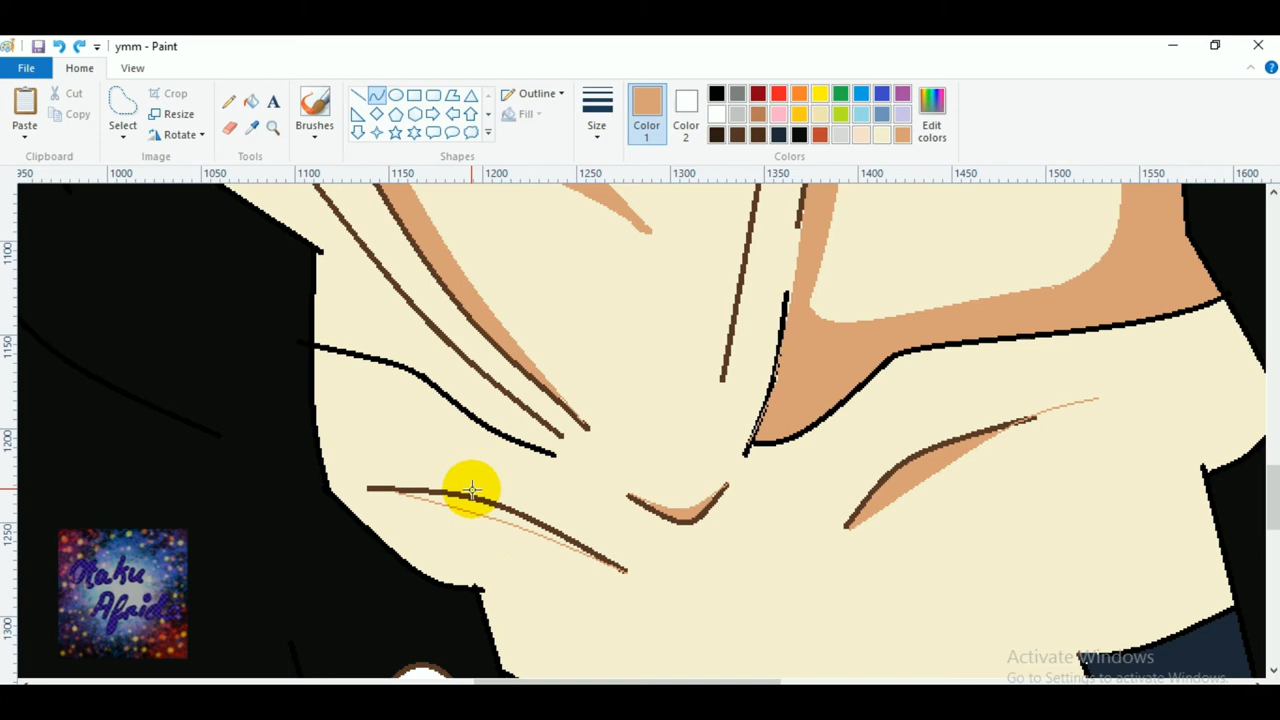 ymm - Paint
File Home View
Paste
Cut
Copy
Clipboard
Select
Crop
Resize
Rotate
Image
Tools
Brushes
Outline
Fill
Shapes
Size
Color 1
Color 2
Edit colors
Colors
950 1000 1050 1100 1150 1200 1250 1300 1350 1400 1450 1500 1550 1600
1100
1150
1200
1250
1300
Otaku
Afrida
Activate Windows
Go to Settings to activate Windows.